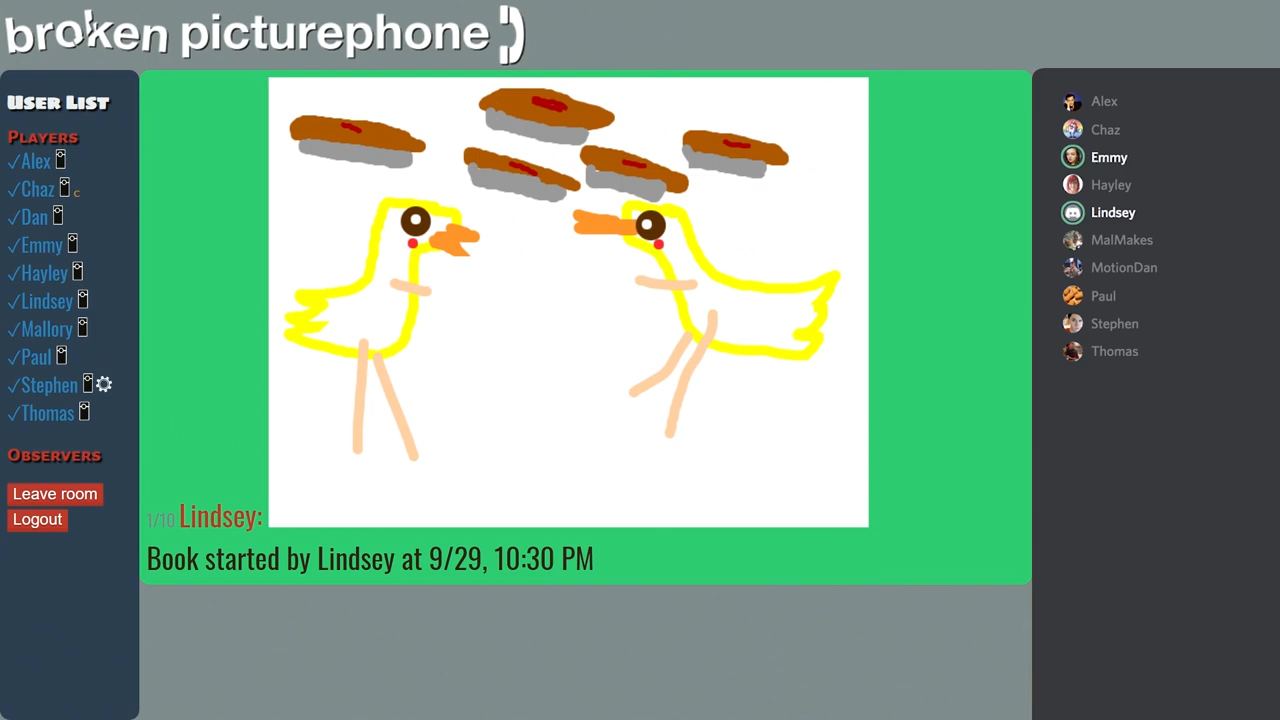 broken picturephone
User List
Players
✓Alex
✓Chaz c
✓Dan
✓Emmy
✓Hayley
✓Lindsey
✓Mallory
✓Paul
✓Stephen
✓Thomas
Observers
Leave room
Logout
1/10 Lindsey:
Book started by Lindsey at 9/29, 10:30 PM
Alex
Chaz
Emmy
Hayley
Lindsey
MalMakes
MotionDan
Paul
Stephen
Thomas